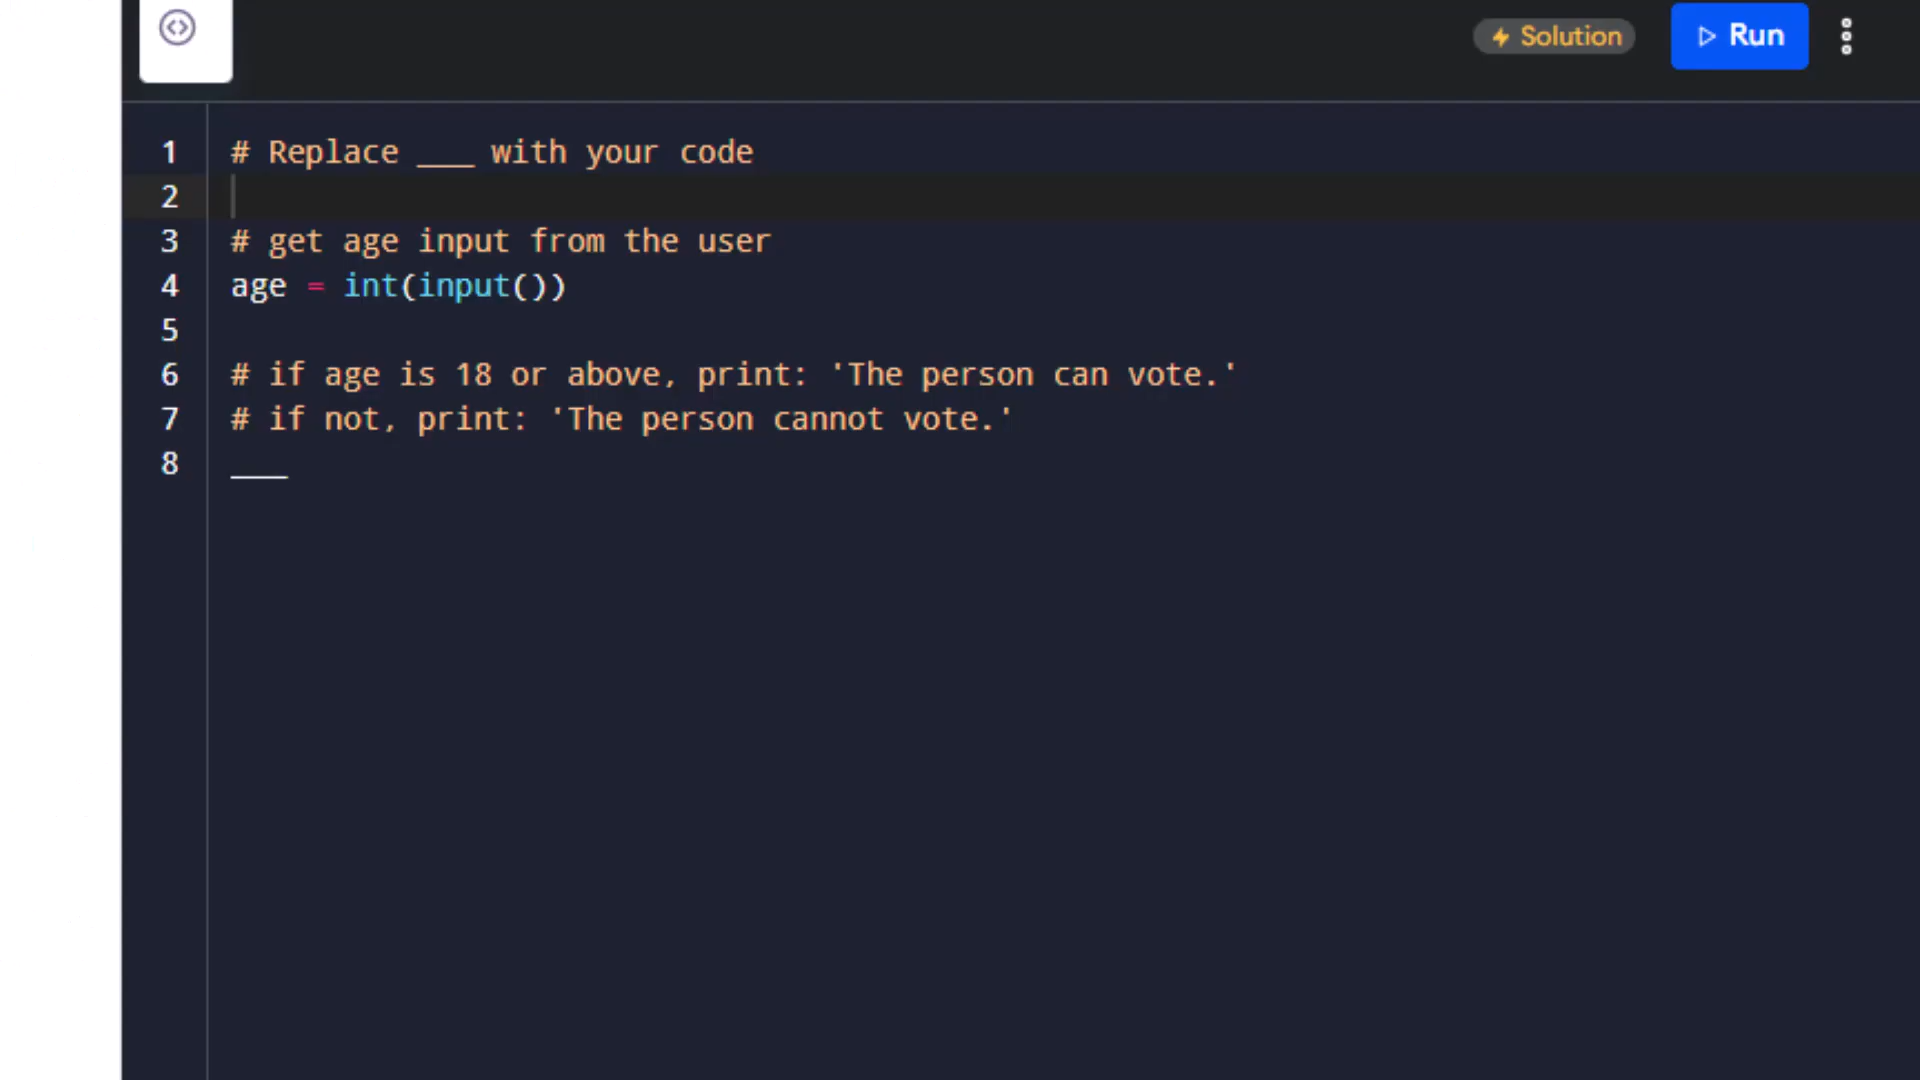 Solution
Run
1 # Replace ___ with your code
2
3 # get age input from the user
4 age = int(input())
5
6 # if age is 18 or above, print: 'The person can vote.'
7 # if not, print: 'The person cannot vote.'
8 ___